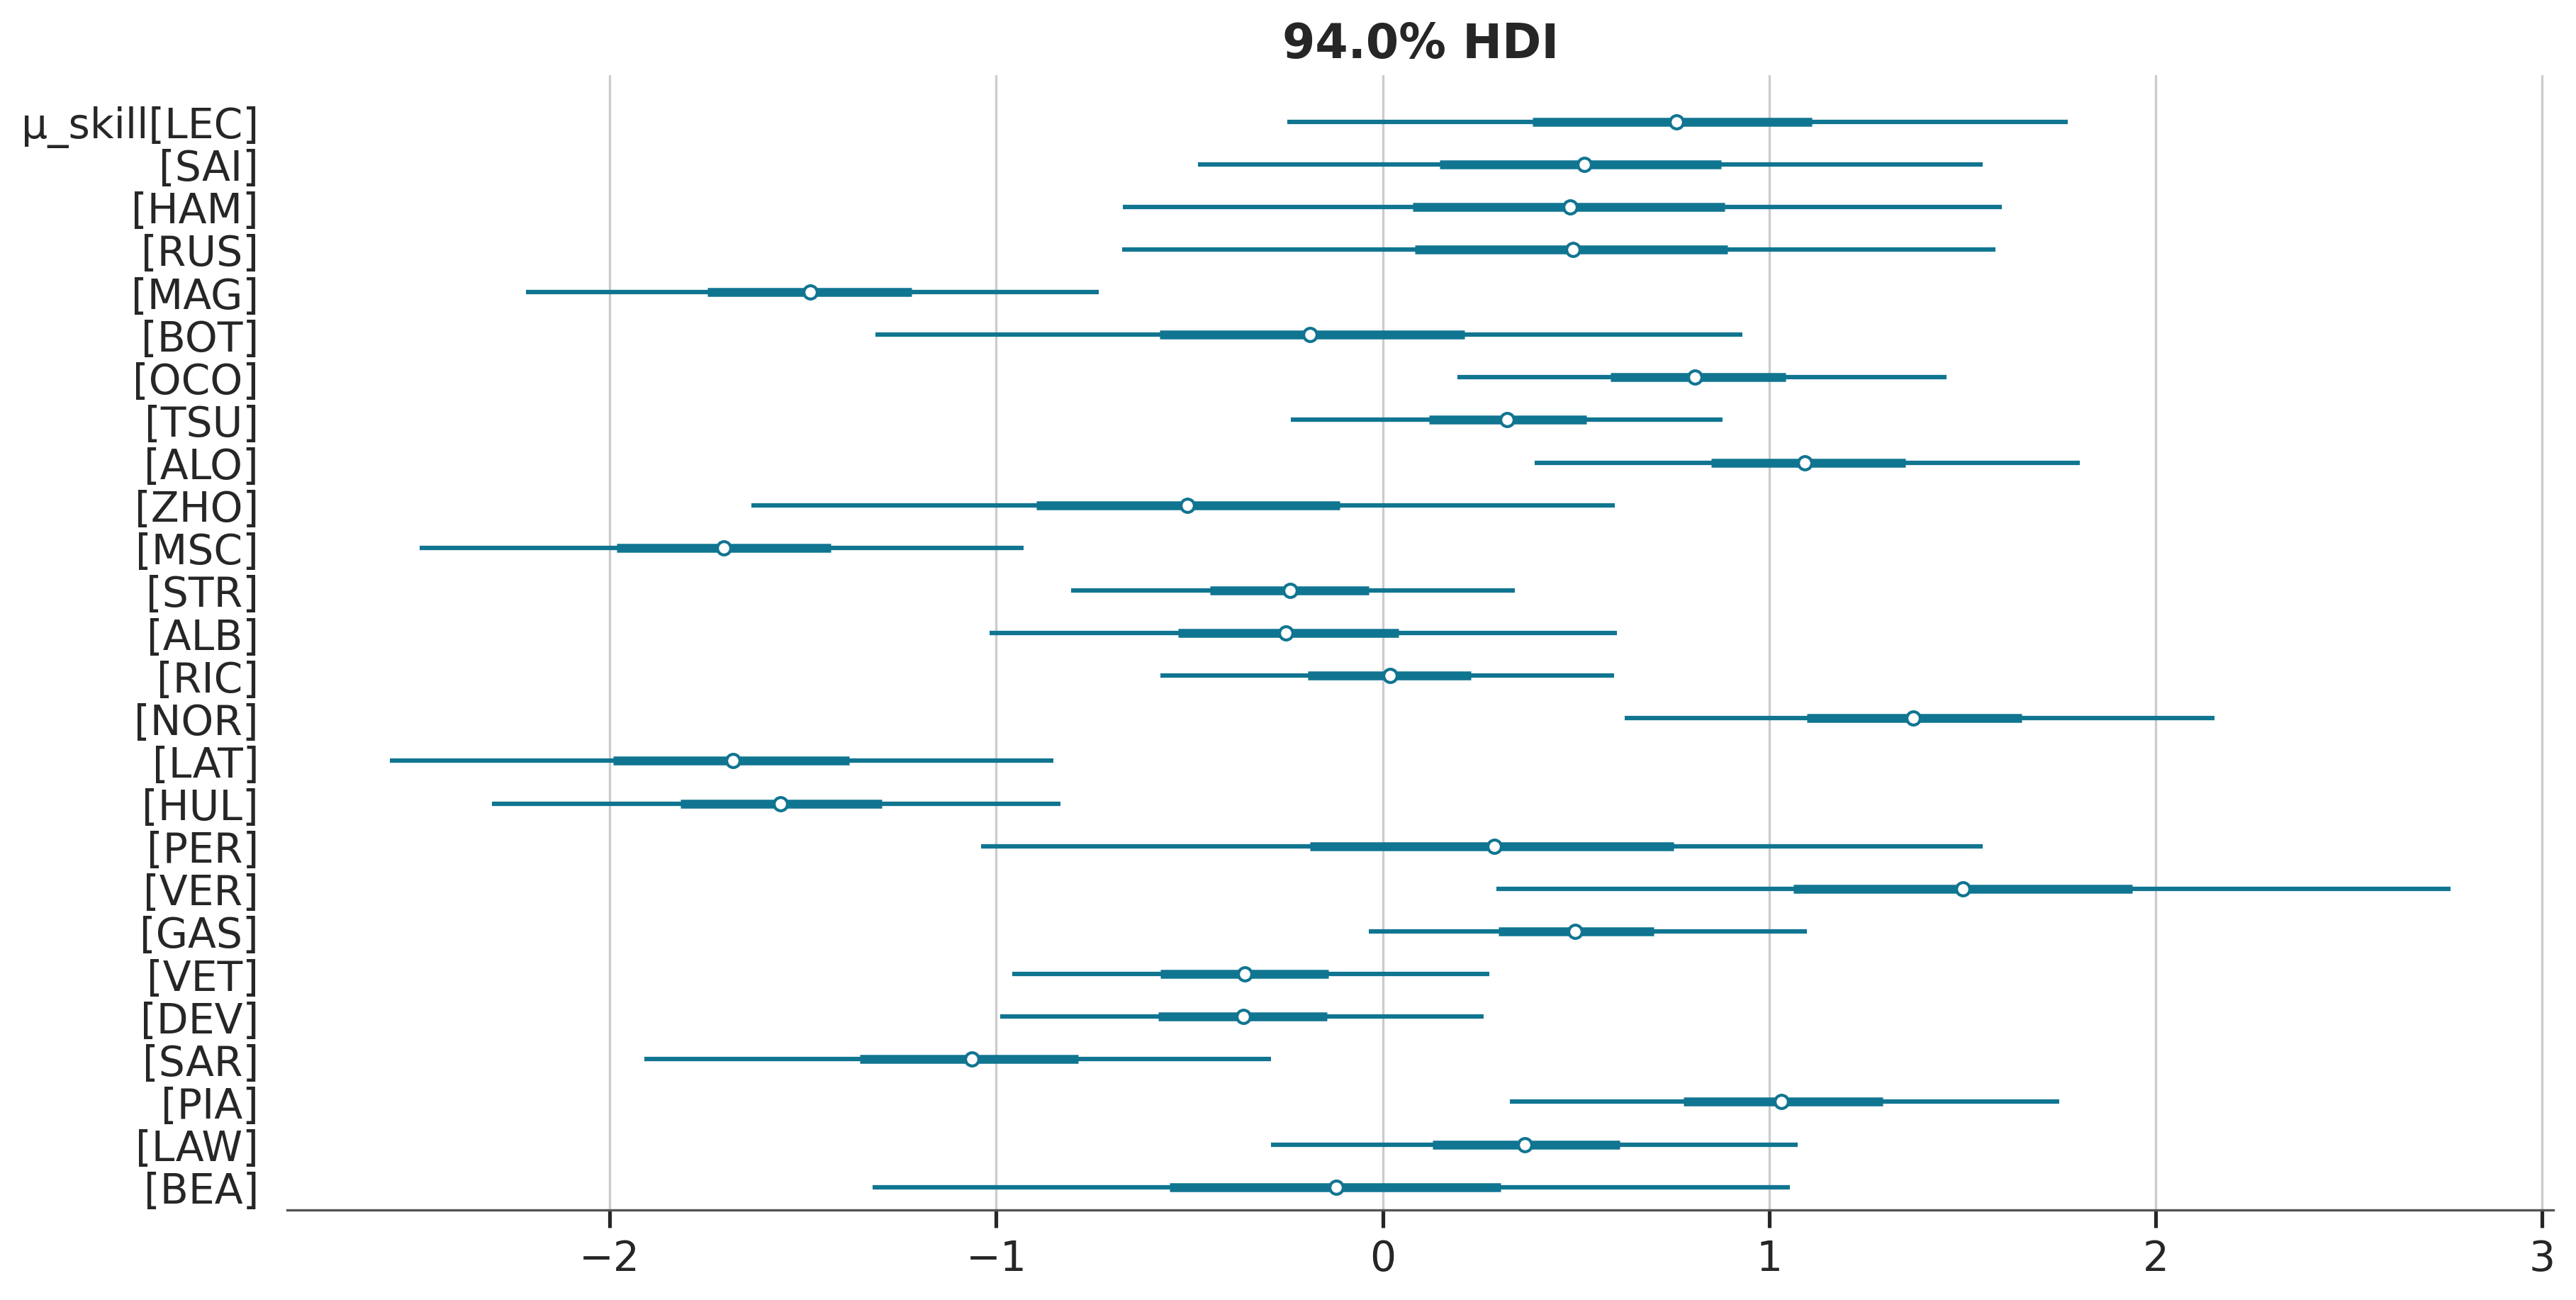 94.0% HDI
μ_skill[LEC]
[SAI]
[HAM]
[RUS]
[MAG]
[BOT]
[OCO]
[TSU]
[ALO]
[ZHO]
[MSC]
[STR]
[ALB]
[RIC]
[NOR]
[LAT]
[HUL]
[PER]
[VER]
[GAS]
[VET]
[DEV]
[SAR]
[PIA]
[LAW]
[BEA]
−2 −1 0 1 2 3